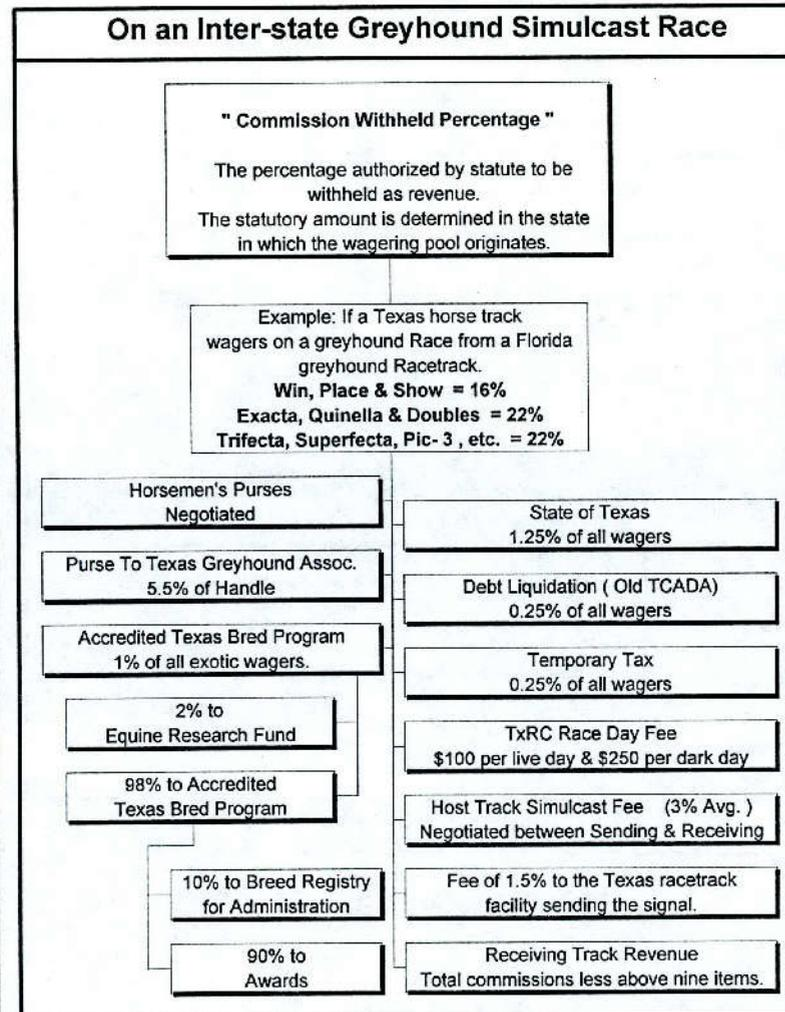 On an Inter-state Greyhound Simulcast Race
" Commission Withheld Percentage "
The percentage authorized by statute to be
withheld as revenue.
The statutory amount is determined in the state
in which the wagering pool originates.
Example: If a Texas horse track
wagers on a greyhound Race from a Florida
greyhound Racetrack.
Win, Place & Show = 16%
Exacta, Quinella & Doubles = 22%
Trifecta, Superfecta, Pic- 3 , etc. = 22%
Horsemen's Purses
Negotiated
Purse To Texas Greyhound Assoc.
5.5% of Handle
Accredited Texas Bred Program
1% of all exotic wagers.
2% to
Equine Research Fund
98% to Accredited
Texas Bred Program
10% to Breed Registry
for Administration
90% to
Awards
State of Texas
1.25% of all wagers
Debt Liquidation ( Old TCADA)
0.25% of all wagers
Temporary Tax
0.25% of all wagers
TxRC Race Day Fee
$100 per live day & $250 per dark day
Host Track Simulcast Fee (3% Avg. )
Negotiated between Sending & Receiving
Fee of 1.5% to the Texas racetrack
facility sending the signal.
Receiving Track Revenue
Total commissions less above nine items.